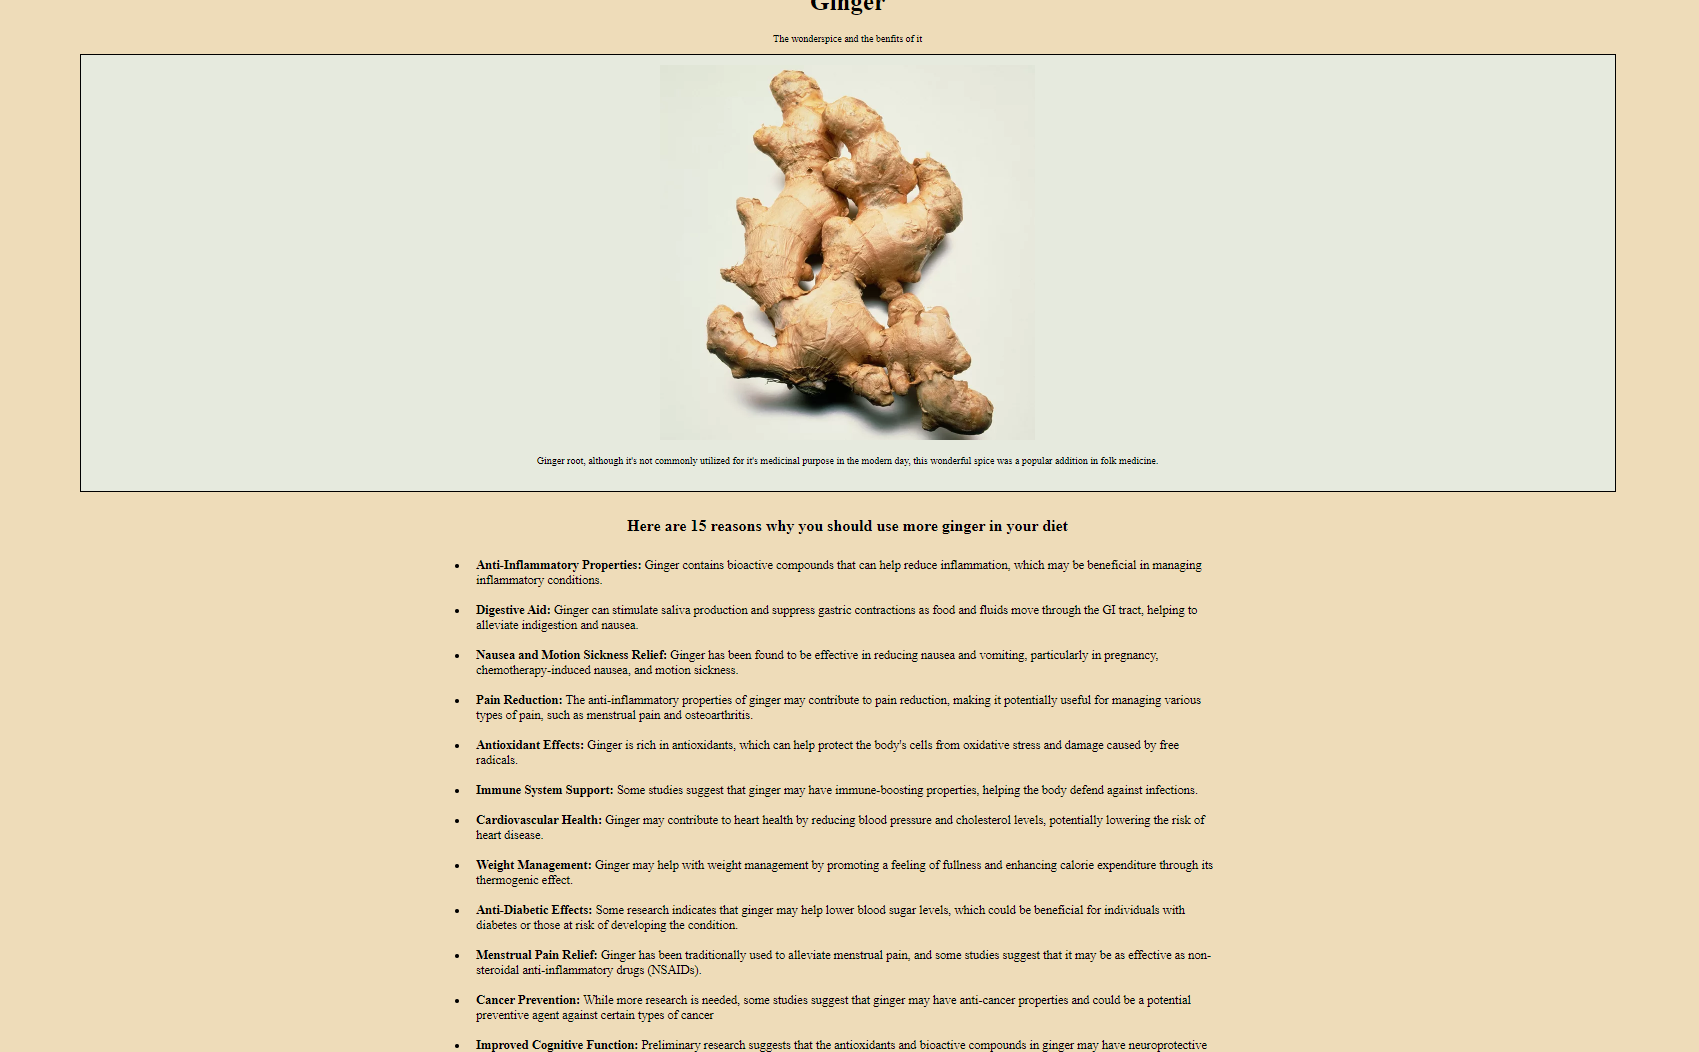 Ginger
The wonderspice and the benfits of it
Ginger root, although it's not commonly utilized for it's medicinal purpose in the modern day, this wonderful spice was a popular addition in folk medicine.
Here are 15 reasons why you should use more ginger in your diet
Anti-Inflammatory Properties: Ginger contains bioactive compounds that can help reduce inflammation, which may be beneficial in managing
inflammatory conditions.
Digestive Aid: Ginger can stimulate saliva production and suppress gastric contractions as food and fluids move through the GI tract, helping to
alleviate indigestion and nausea.
Nausea and Motion Sickness Relief: Ginger has been found to be effective in reducing nausea and vomiting, particularly in pregnancy,
chemotherapy-induced nausea, and motion sickness.
Pain Reduction: The anti-inflammatory properties of ginger may contribute to pain reduction, making it potentially useful for managing various
types of pain, such as menstrual pain and osteoarthritis.
Antioxidant Effects: Ginger is rich in antioxidants, which can help protect the body's cells from oxidative stress and damage caused by free
radicals.
Immune System Support: Some studies suggest that ginger may have immune-boosting properties, helping the body defend against infections.
Cardiovascular Health: Ginger may contribute to heart health by reducing blood pressure and cholesterol levels, potentially lowering the risk of
heart disease.
Weight Management: Ginger may help with weight management by promoting a feeling of fullness and enhancing calorie expenditure through its
thermogenic effect.
Anti-Diabetic Effects: Some research indicates that ginger may help lower blood sugar levels, which could be beneficial for individuals with
diabetes or those at risk of developing the condition.
Menstrual Pain Relief: Ginger has been traditionally used to alleviate menstrual pain, and some studies suggest that it may be as effective as non-
steroidal anti-inflammatory drugs (NSAIDs).
Cancer Prevention: While more research is needed, some studies suggest that ginger may have anti-cancer properties and could be a potential
preventive agent against certain types of cancer
Improved Cognitive Function: Preliminary research suggests that the antioxidants and bioactive compounds in ginger may have neuroprotective